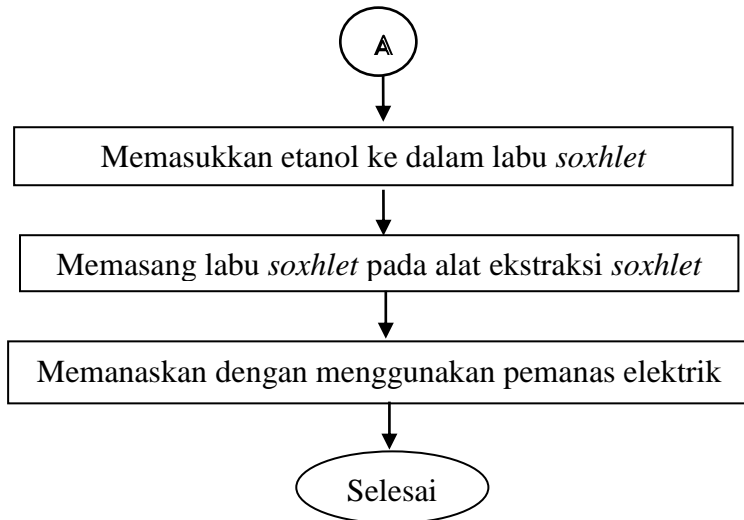 A
Memasukkan etanol ke dalam labu soxhlet
Memasang labu soxhlet pada alat ekstraksi soxhlet
Memanaskan dengan menggunakan pemanas elektrik
Selesai